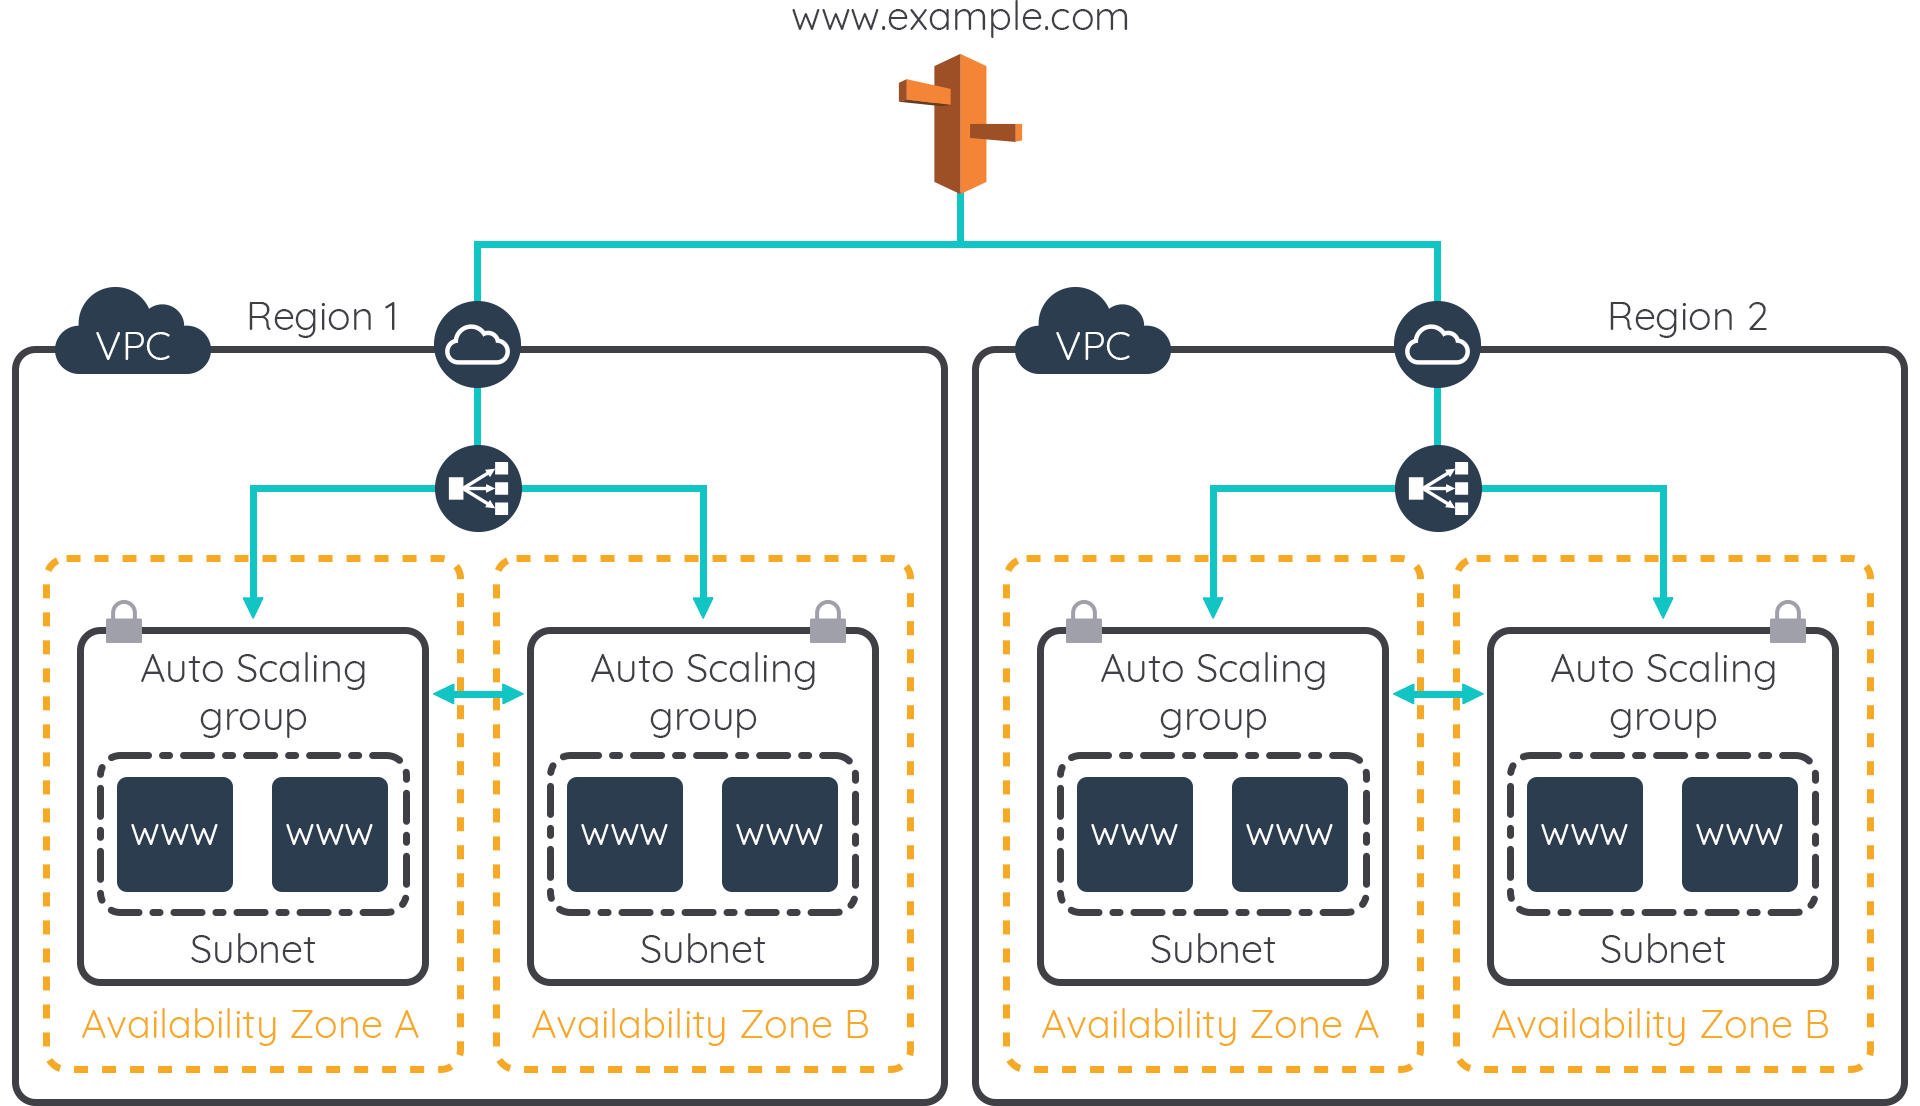 www.example.com
VPC
Region 1
VPC
Region 2
Auto Scaling
group
www
www
Subnet
Availability Zone A
Auto Scaling
group
www
www
Subnet
Availability Zone B
Auto Scaling
group
www
www
Subnet
Availability Zone A
Auto Scaling
group
www
www
Subnet
Availability Zone B